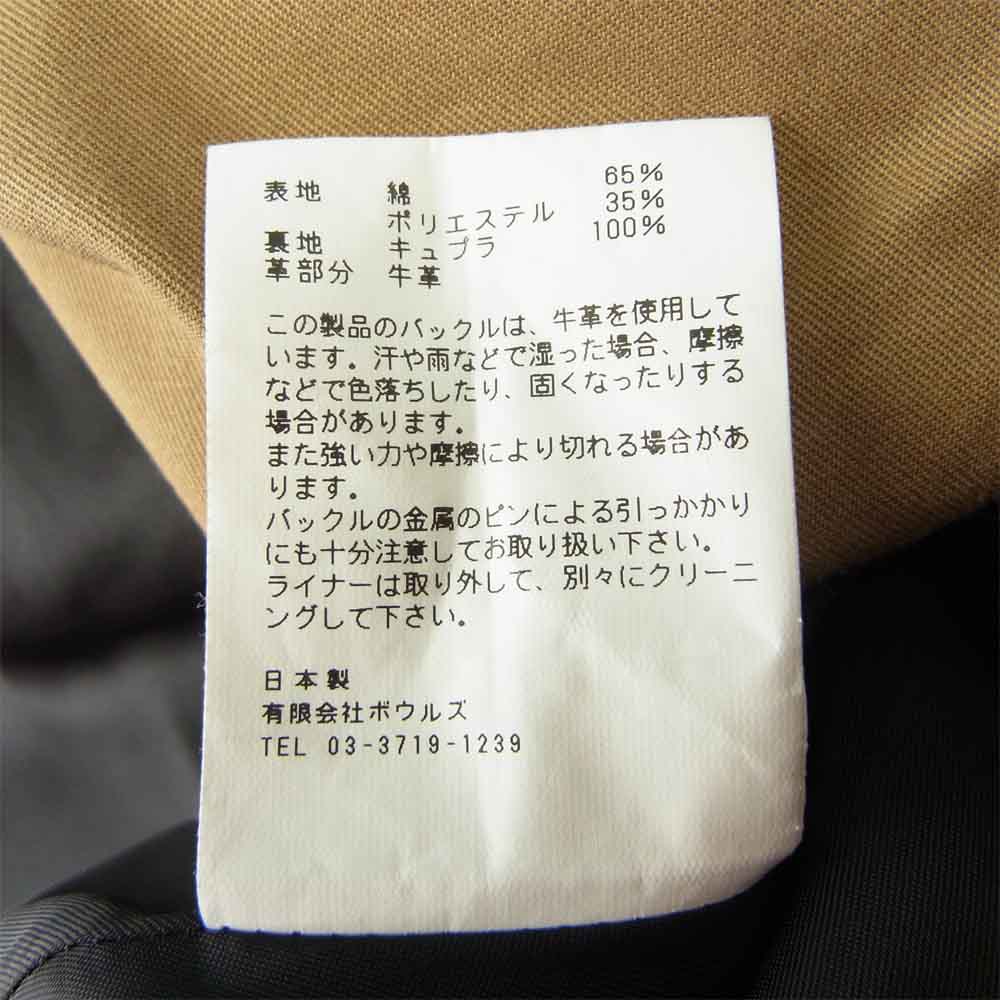 表地 綿 65%
ポリエステル 35%
裏地 キュプラ 100%
革部分 牛革
この製品のバックルは、牛革を使用して
います。汗や雨などで湿った場合、摩擦
などで色落ちしたり、固くなったりする
場合があります。
また強い力や摩擦により切れる場合があ
ります。
バックルの金属のピンによる引っかかり
にも十分注意してお取り扱い下さい。
ライナーは取り外して、別々にクリーニ
ングして下さい。
日本製
有限会社ボウルズ
TEL 03-3719-1239